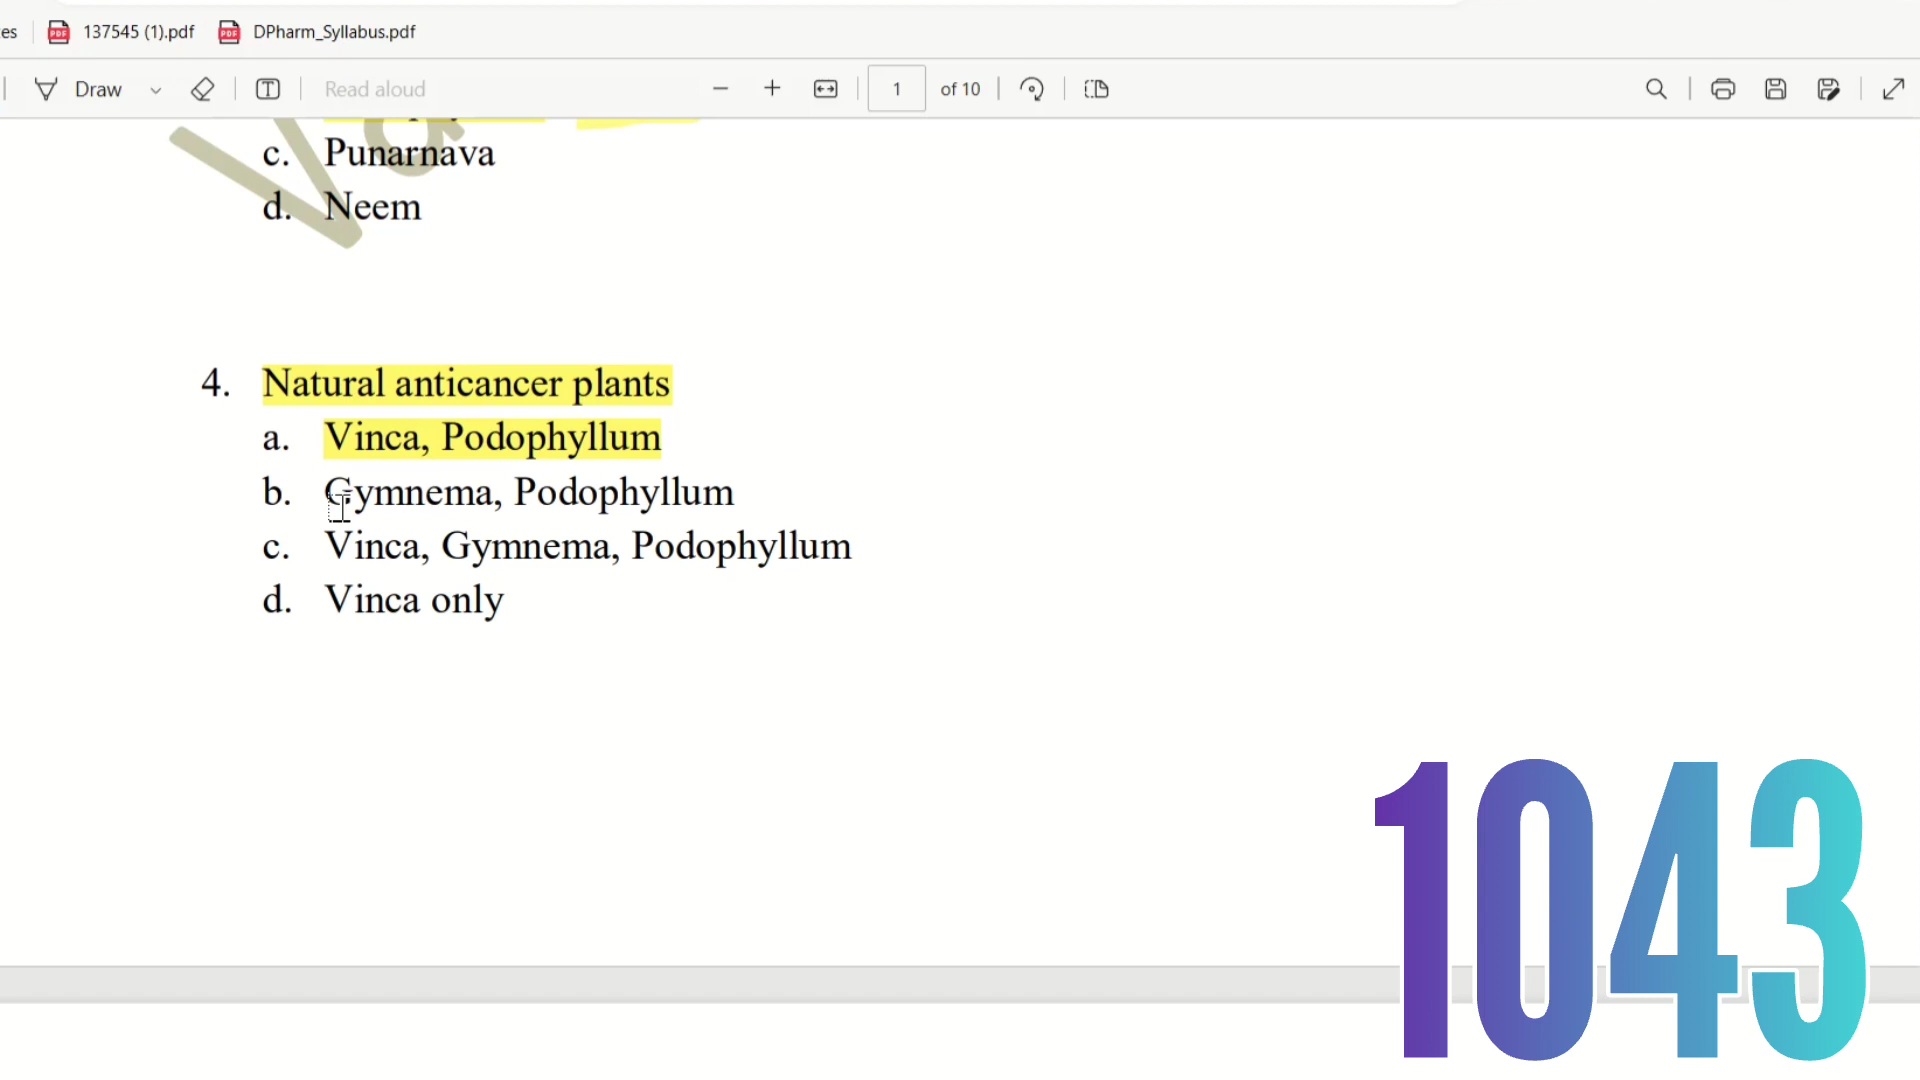 es 137545 (1).pdf DPharm_Syllabus.pdf
Draw Read aloud 1 of 10
c. Punarnava
d. Neem
4. Natural anticancer plants
a. Vinca, Podophyllum
b. Gymnema, Podophyllum
c. Vinca, Gymnema, Podophyllum
d. Vinca only
1043